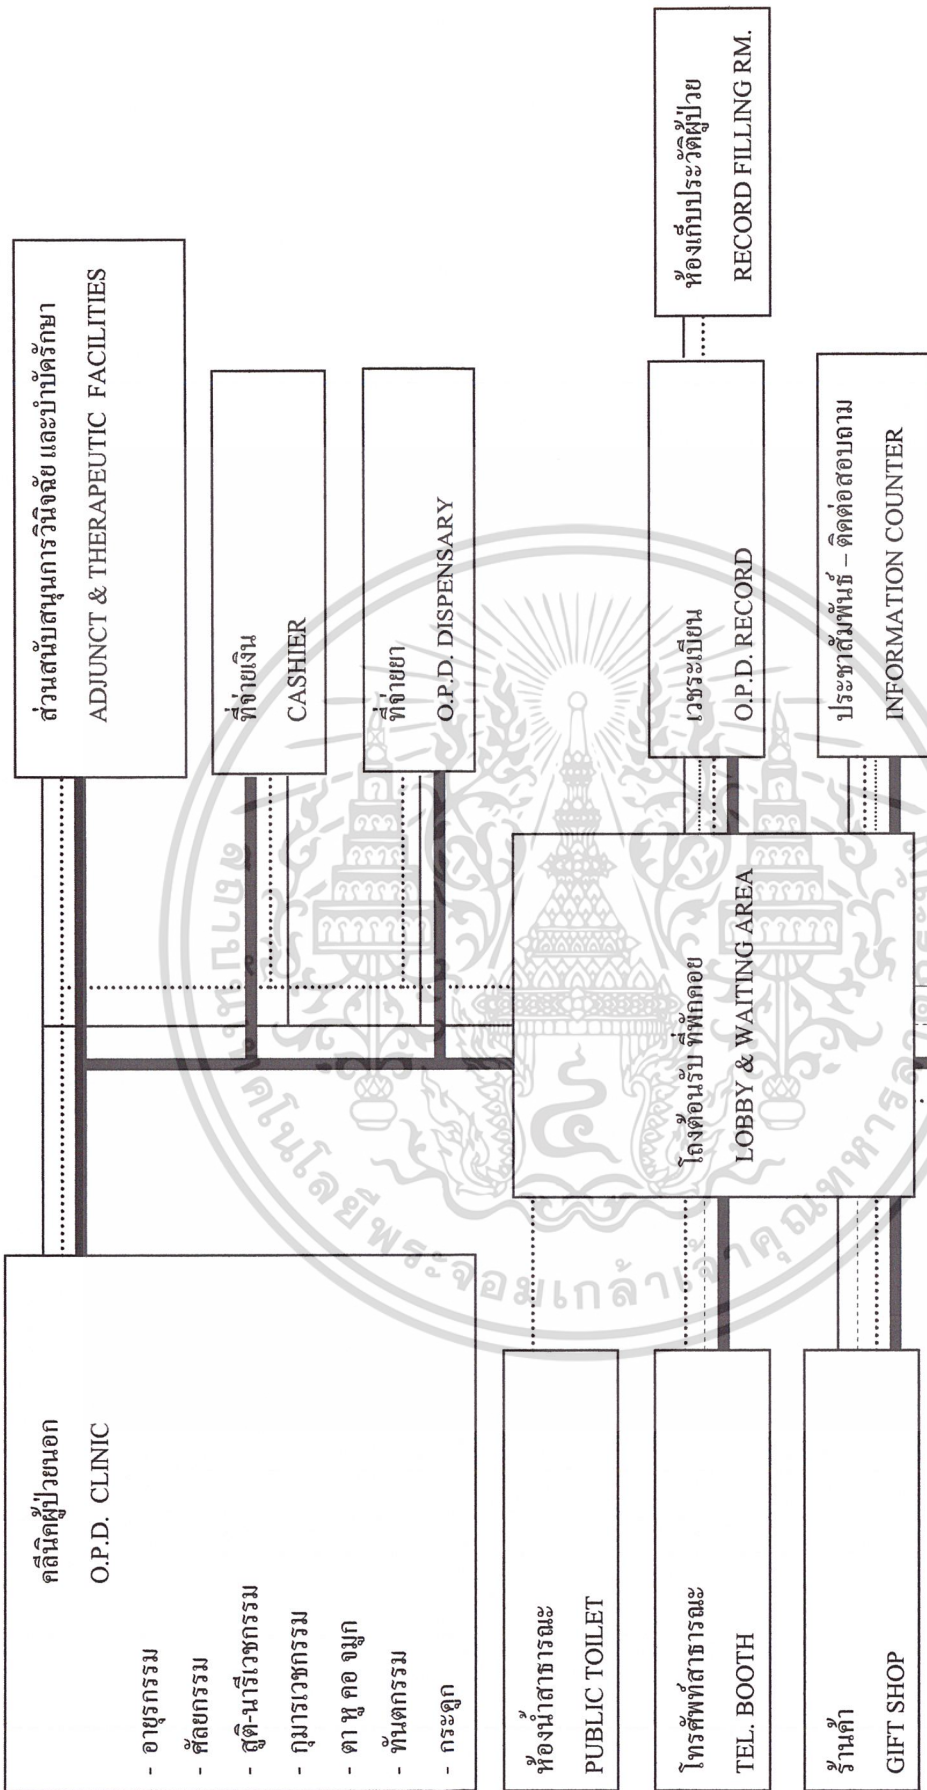 คลีนิคผู้ป่วยนอก
O.P.D. CLINIC
- อายุรกรรม
- ศัลยกรรม
- สูติ-นารีเวชกรรม
- กุมารเวชกรรม
- ตา หู คอ จมูก
- ทันตกรรม
- กระดูก
ส่วนสนับสนุนการวินิจฉัย และบำบัดรักษา
ADJUNCT & THERAPEUTIC FACILITIES
ที่จ่ายเงิน
CASHIER
ที่จ่ายยา
O.P.D. DISPENSARY
ห้องน้ำสาธารณะ
PUBLIC TOILET
โถงต้อนรับ ที่พักคอย
LOBBY & WAITING AREA
เวชระเบียน
O.P.D. RECORD
ห้องเก็บประวัติผู้ป่วย
RECORD FILLING RM.
โทรศัพท์สาธารณะ
TEL. BOOTH
ประชาสัมพันธ์ – ติดต่อสอบถาม
INFORMATION COUNTER
ร้านค้า
GIFT SHOP